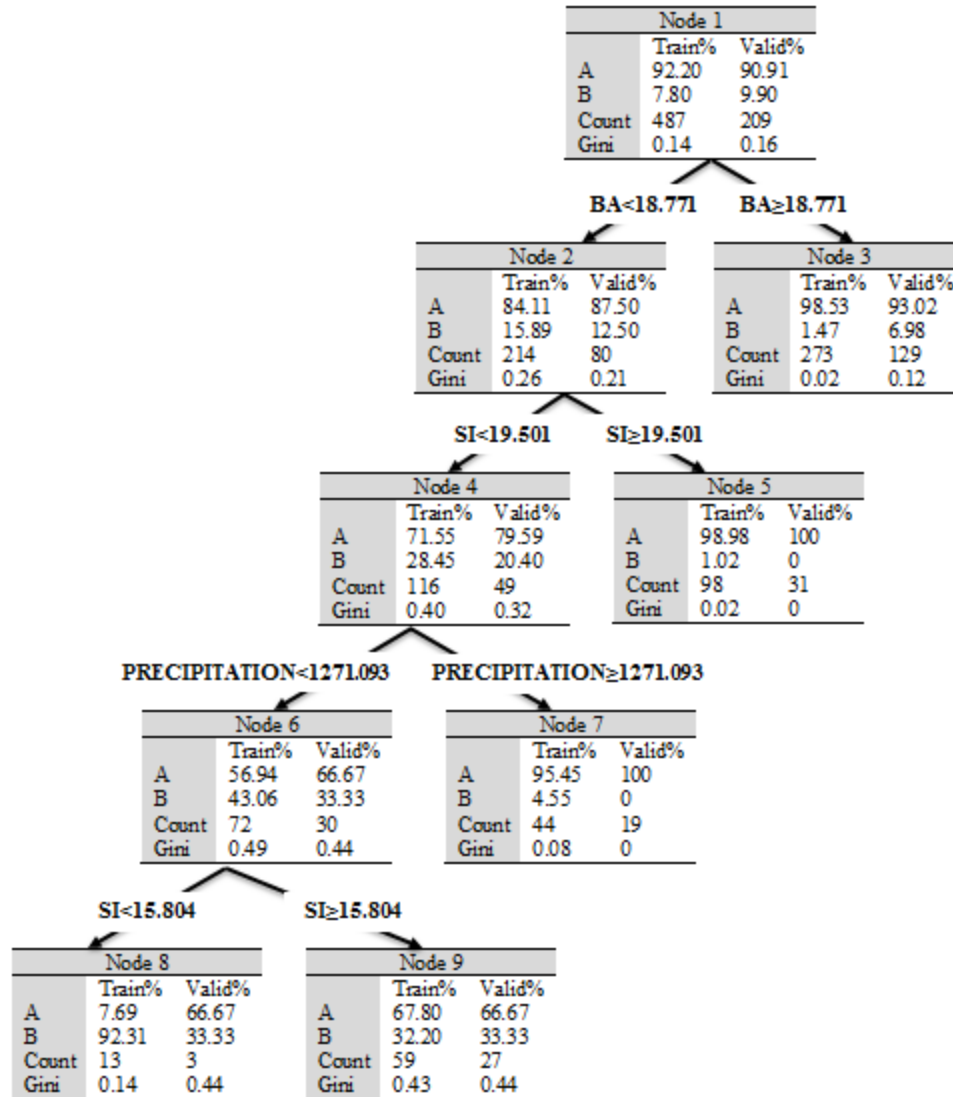 Node 1
Train% Valid%
A 92.20 90.91
B 7.80 9.90
Count 487 209
Gini 0.14 0.16
BA<18.771 BA≥18.771
Node 2
Train% Valid%
A 84.11 87.50
B 15.89 12.50
Count 214 80
Gini 0.26 0.21
Node 3
Train% Valid%
A 98.53 93.02
B 1.47 6.98
Count 273 129
Gini 0.02 0.12
SI<19.501 SI≥19.501
Node 4
Train% Valid%
A 71.55 79.59
B 28.45 20.40
Count 116 49
Gini 0.40 0.32
Node 5
Train% Valid%
A 98.98 100
B 1.02 0
Count 98 31
Gini 0.02 0
PRECIPITATION<1271.093 PRECIPITATION≥1271.093
Node 6
Train% Valid%
A 56.94 66.67
B 43.06 33.33
Count 72 30
Gini 0.49 0.44
Node 7
Train% Valid%
A 95.45 100
B 4.55 0
Count 44 19
Gini 0.08 0
SI<15.804 SI≥15.804
Node 8
Train% Valid%
A 7.69 66.67
B 92.31 33.33
Count 13 3
Gini 0.14 0.44
Node 9
Train% Valid%
A 67.80 66.67
B 32.20 33.33
Count 59 27
Gini 0.43 0.44